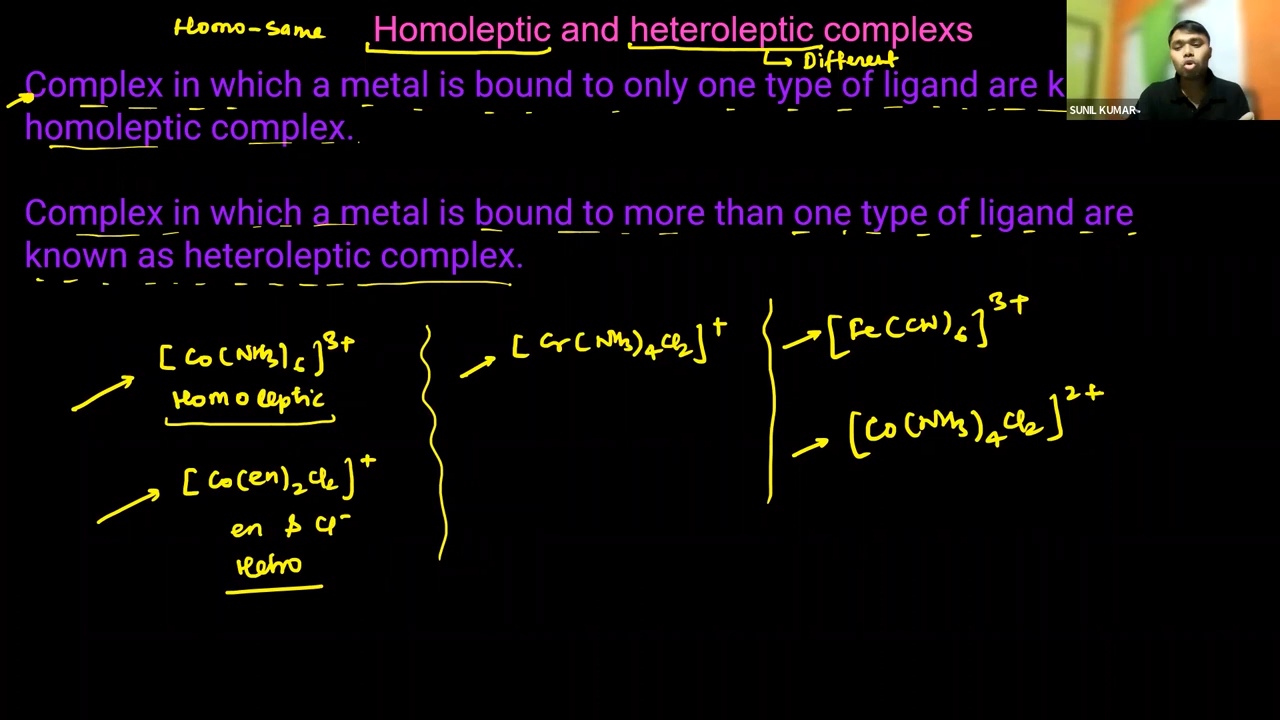 Homo-same
Homoleptic and heteroleptic complexs
Different
Complex in which a metal is bound to only one type of ligand are k
homoleptic complex.
SUNIL KUMAR
Complex in which a metal is bound to more than one type of ligand are
known as heteroleptic complex.
[Co(NH3)6]3+
Homoleptic
[Co(en)2Cl2]+
en & Cl-
Hetro
[Cr(NH3)4Cl2]+
[Fe(CN)6]3+
[Co(NH3)4Cl2]2+